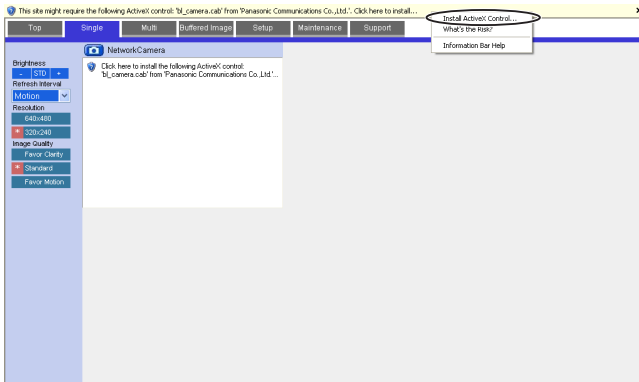 This site might require the following ActiveX control: 'bl_camera.cab' from 'Panasonic Communications Co.,Ltd.'. Click here to install...
Install ActiveX Control...
What's the Risk?
Information Bar Help
Top Single Multi Buffered Image Setup Maintenance Support
NetworkCamera
Click here to install the following ActiveX control:
'bl_camera.cab' from 'Panasonic Communications Co.,Ltd.'...
Brightness
- STD +
Refresh Interval
Motion
Resolution
640x480
* 320x240
Image Quality
Favor Clarity
* Standard
Favor Motion